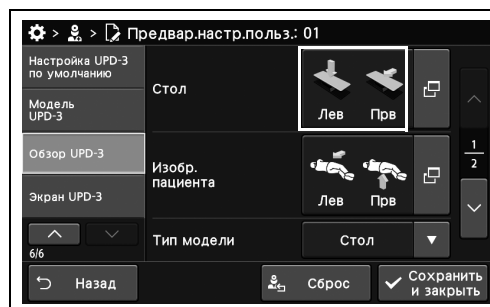 > > Предвар.настр.польз.: 01
Настройка UPD-3
по умолчанию
Модель
UPD-3
Обзор UPD-3
Экран UPD-3
6/6
Стол
Лев Прв
Изобр.
пациента
Лев Прв
Тип модели
Стол
1
2
Назад
Сброс
Сохранить
и закрыть